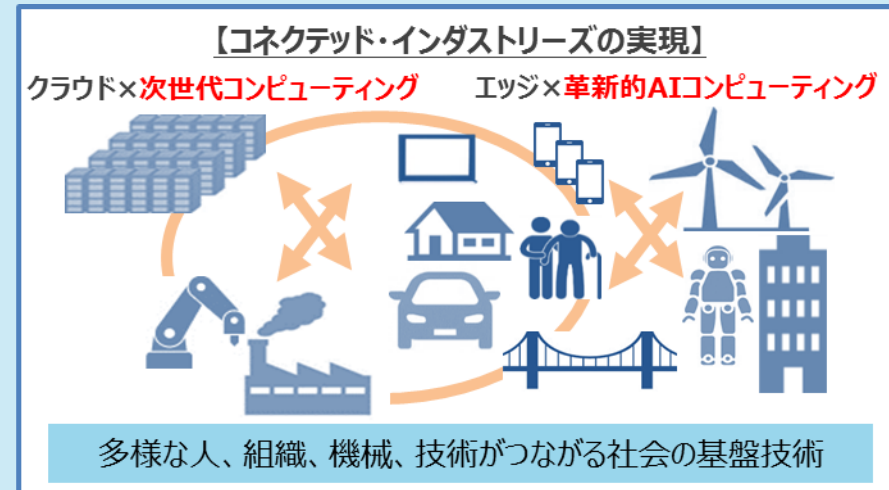 【コネクテッド・インダストリーズの実現】
クラウド×次世代コンピューティング
エッジ×革新的AIコンピューティング
多様な人、組織、機械、技術がつながる社会の基盤技術